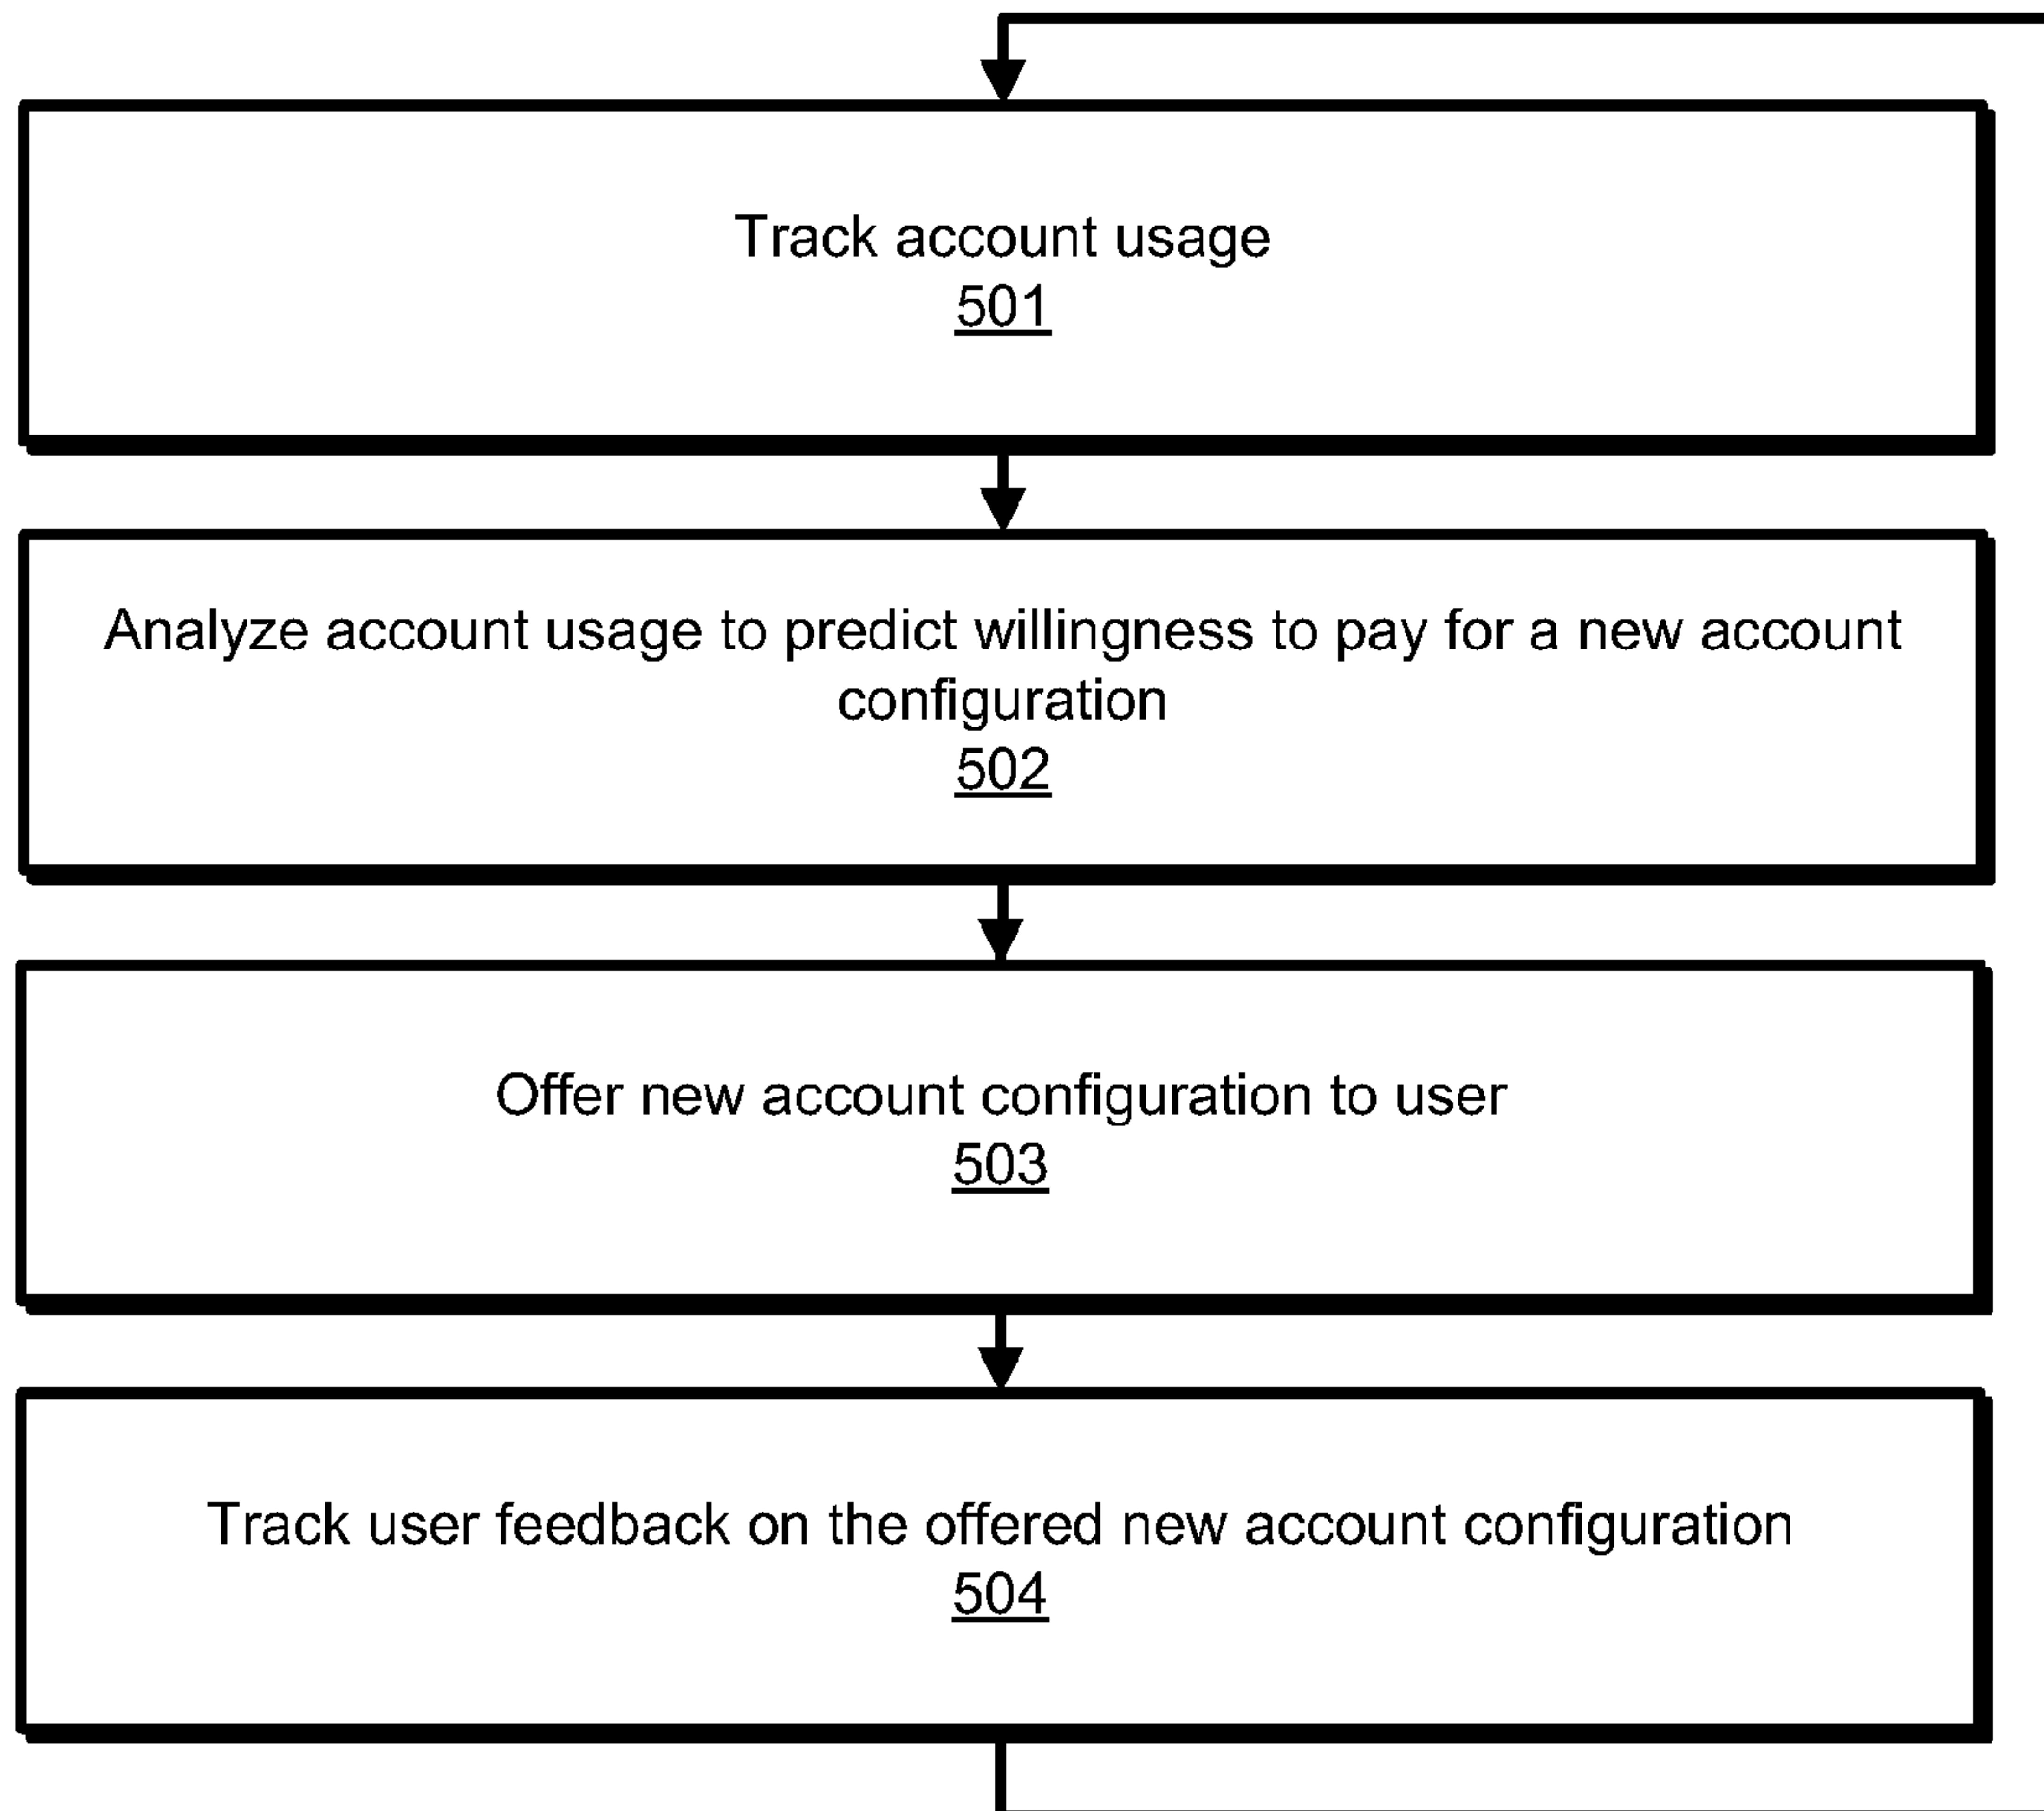 Track account usage
501
Analyze account usage to predict willingness to pay for a new account
configuration
502
Offer new account configuration to user
503
Track user feedback on the offered new account configuration
504